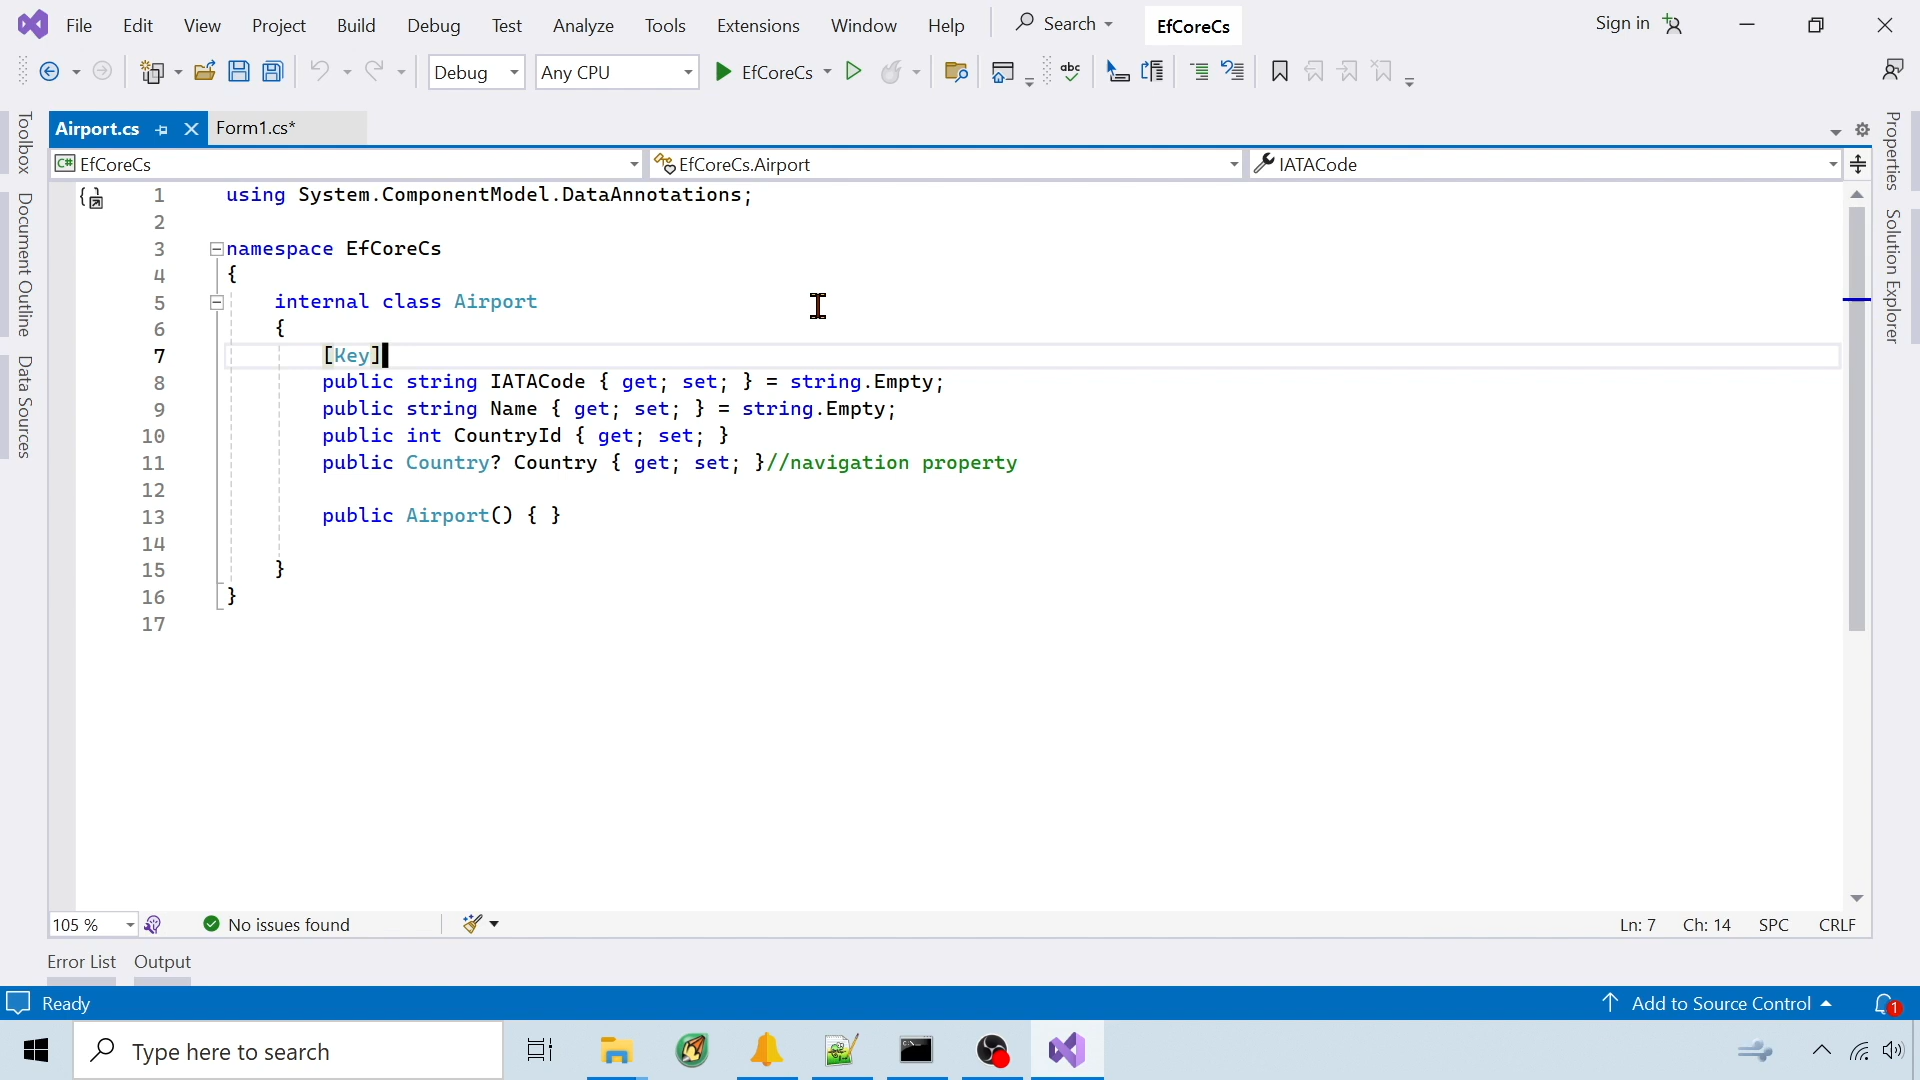 File Edit View Project Build Debug Test Analyze Tools Extensions Window Help Search EfCoreCs Sign in
Debug Any CPU EfCoreCs abc
Airport.cs Form1.cs*
EfCoreCs EfCoreCs.Airport IATACode
Toolbox
Document Outline
Data Sources
Properties
Solution Explorer
1 using System.ComponentModel.DataAnnotations;
2
3 namespace EfCoreCs
4 {
5 internal class Airport
6 {
7 [Key]
8 public string IATACode { get; set; } = string.Empty;
9 public string Name { get; set; } = string.Empty;
10 public int CountryId { get; set; }
11 public Country? Country { get; set; }//navigation property
12
13 public Airport() { }
14
15 }
16 }
17
105 % No issues found Ln: 7 Ch: 14 SPC CRLF
Error List Output
Ready Add to Source Control 1
Type here to search